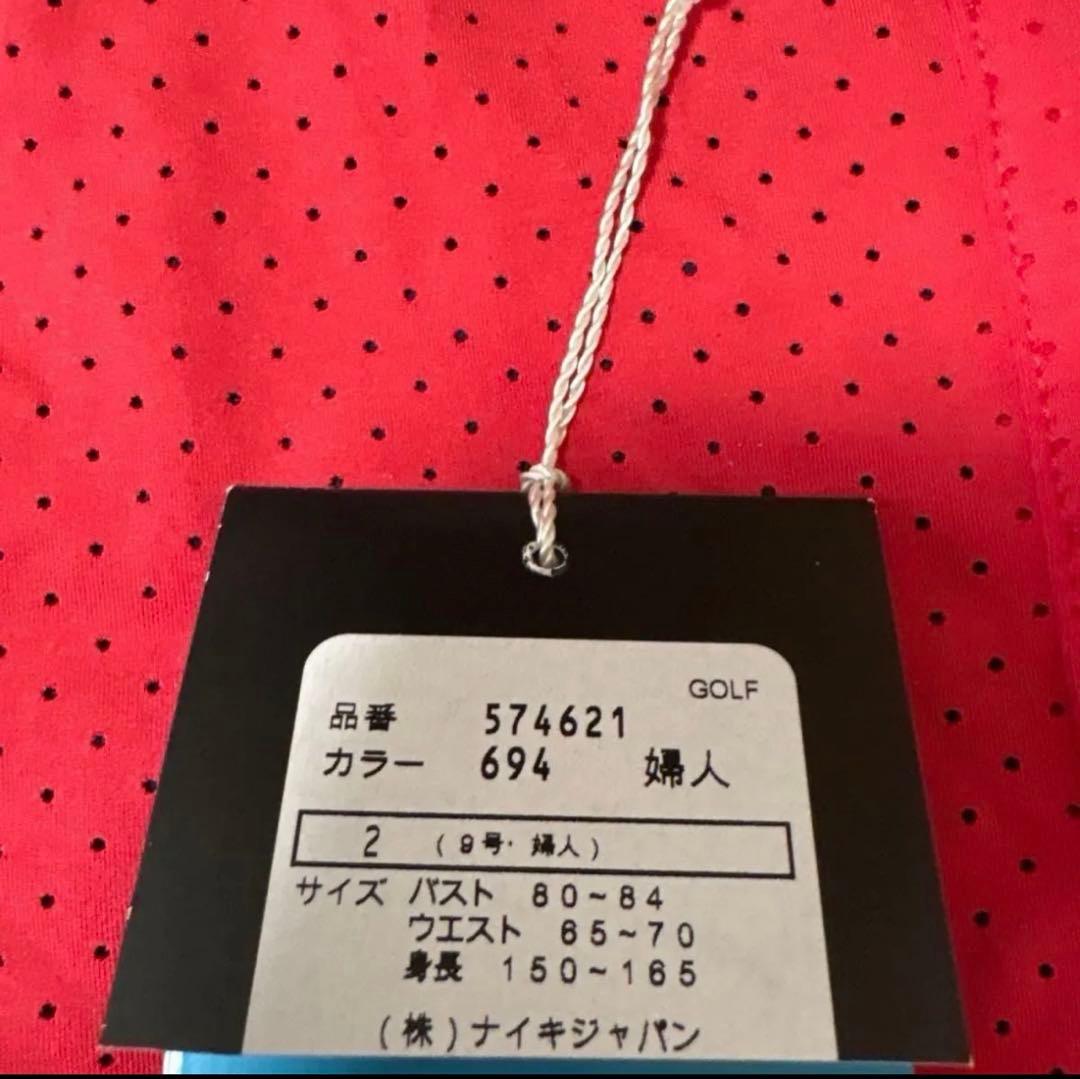 GOLF
品番 574621
カラー 694 婦人
2 (9号・婦人)
サイズ バスト 80~84
ウエスト 65~70
身長 150~165
(株)ナイキジャパン